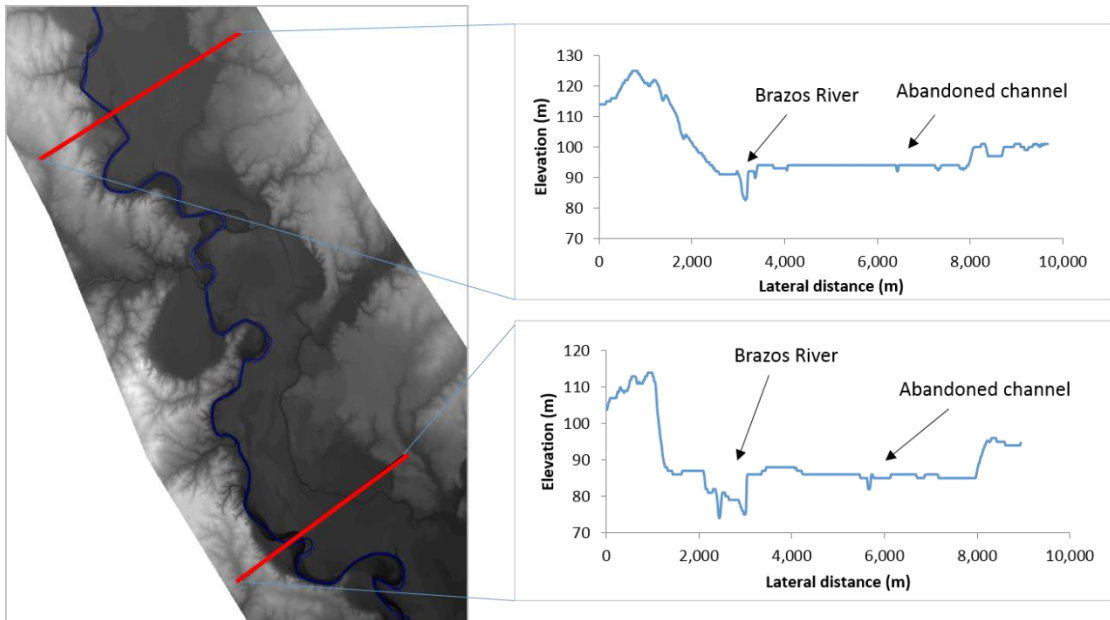 130
120
110
100
90
80
70
Elevation (m)
Brazos River
Abandoned channel
0 2,000 4,000 6,000 8,000 10,000
Lateral distance (m)
120
110
100
90
80
70
Elevation (m)
Brazos River
Abandoned channel
0 2,000 4,000 6,000 8,000 10,000
Lateral distance (m)